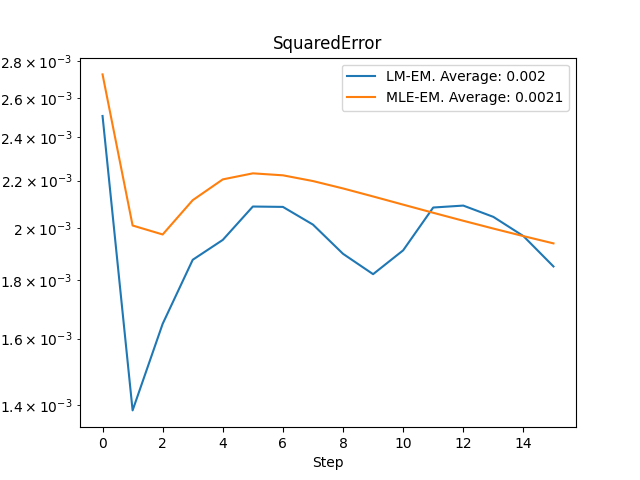 SquaredError
LM-EM. Average: 0.002
MLE-EM. Average: 0.0021
2.8 × 10⁻³
2.6 × 10⁻³
2.4 × 10⁻³
2.2 × 10⁻³
2 × 10⁻³
1.8 × 10⁻³
1.6 × 10⁻³
1.4 × 10⁻³
0 2 4 6 8 10 12 14
Step